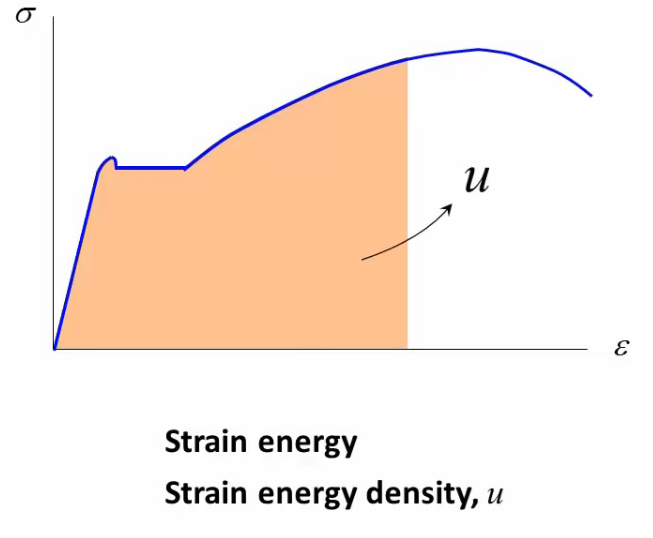 σ
u
ε
Strain energy
Strain energy density, u